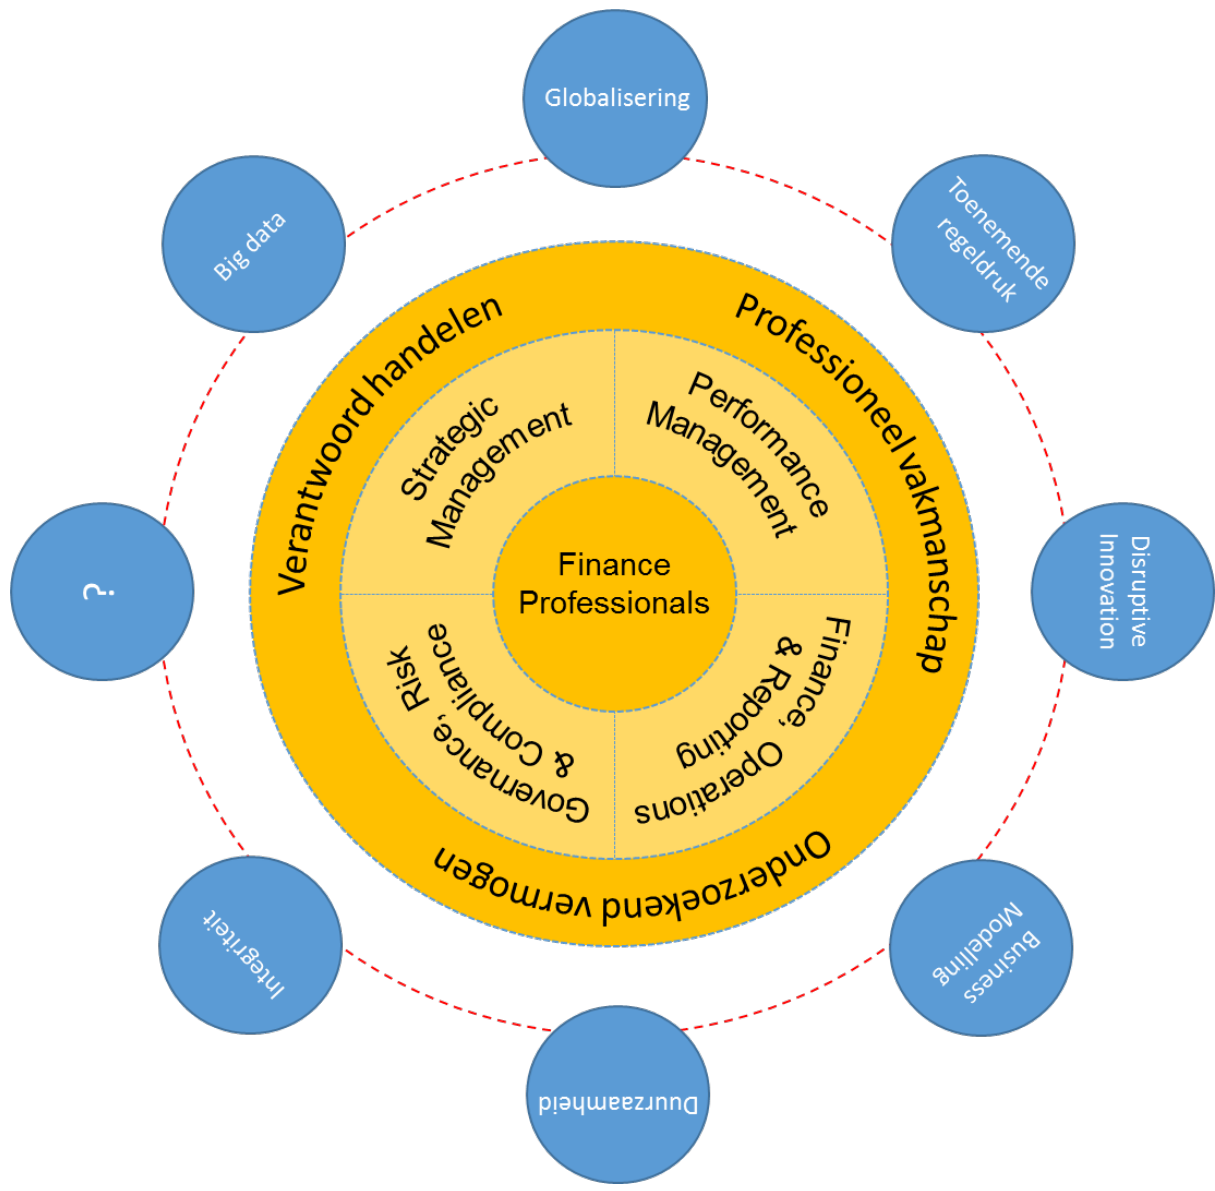 Globalisering
Toenemende
regeldruk
Disruptive
Innovation
Business
Modelling
Duurzaamheid
Integriteit
?
Big data
Verantwoord handelen
Professioneel vakmanschap
Onderzoekend vermogen
Strategic
Management
Performance
Management
Finance, Operations
& Reporting
Governance, Risk
& Compliance
Finance
Professionals